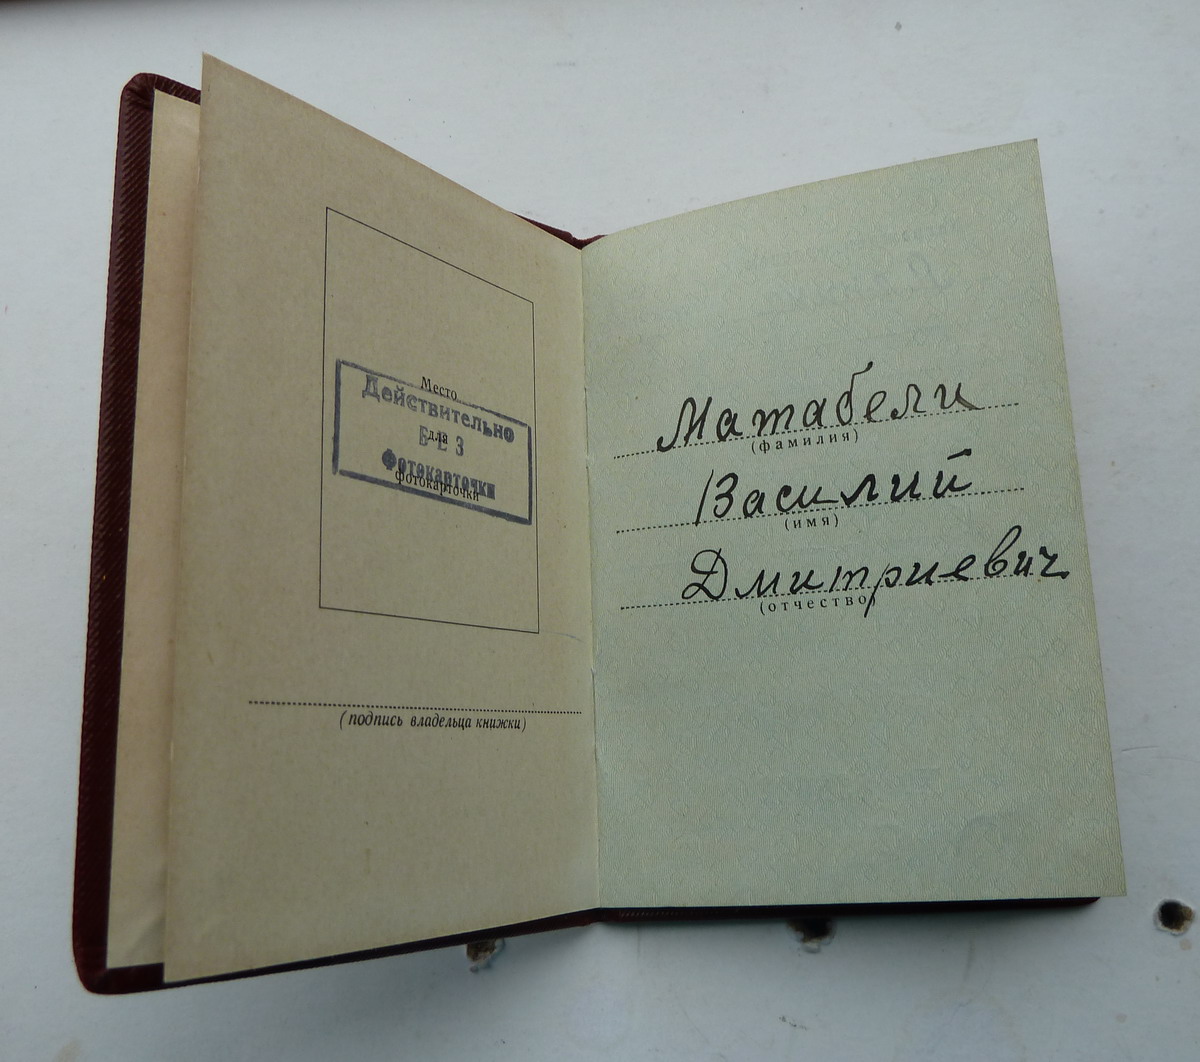 Место
Действительно
для
БЕЗ
Фотокарточки
фотокарточки
(подпись владельца книжки)
Матабели
(фамилия)
Василий
(имя)
Дмитриевич
(отчество)